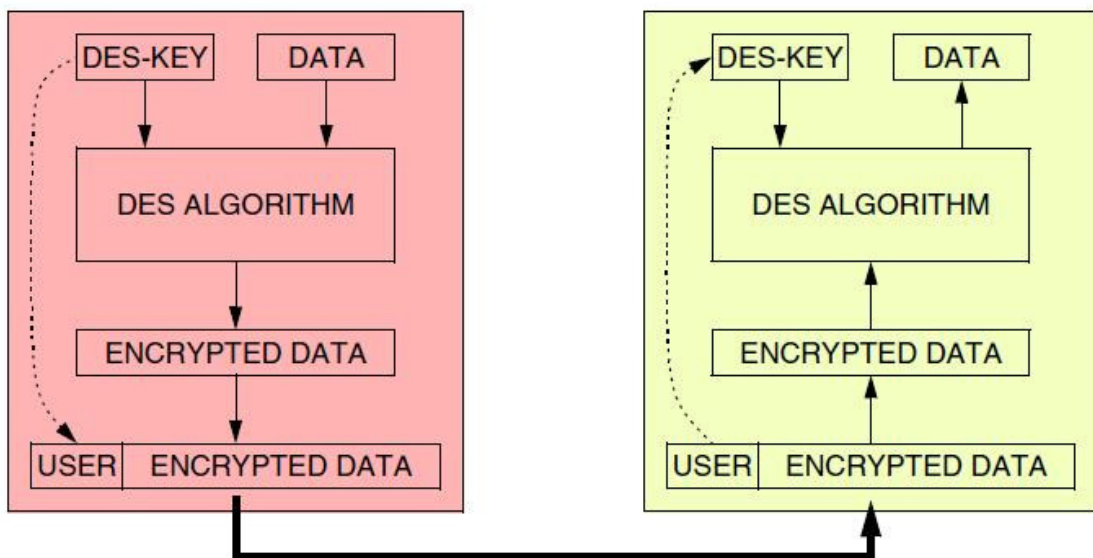 DES-KEY
DATA
DES ALGORITHM
ENCRYPTED DATA
USER
ENCRYPTED DATA
DES-KEY
DATA
DES ALGORITHM
ENCRYPTED DATA
USER
ENCRYPTED DATA